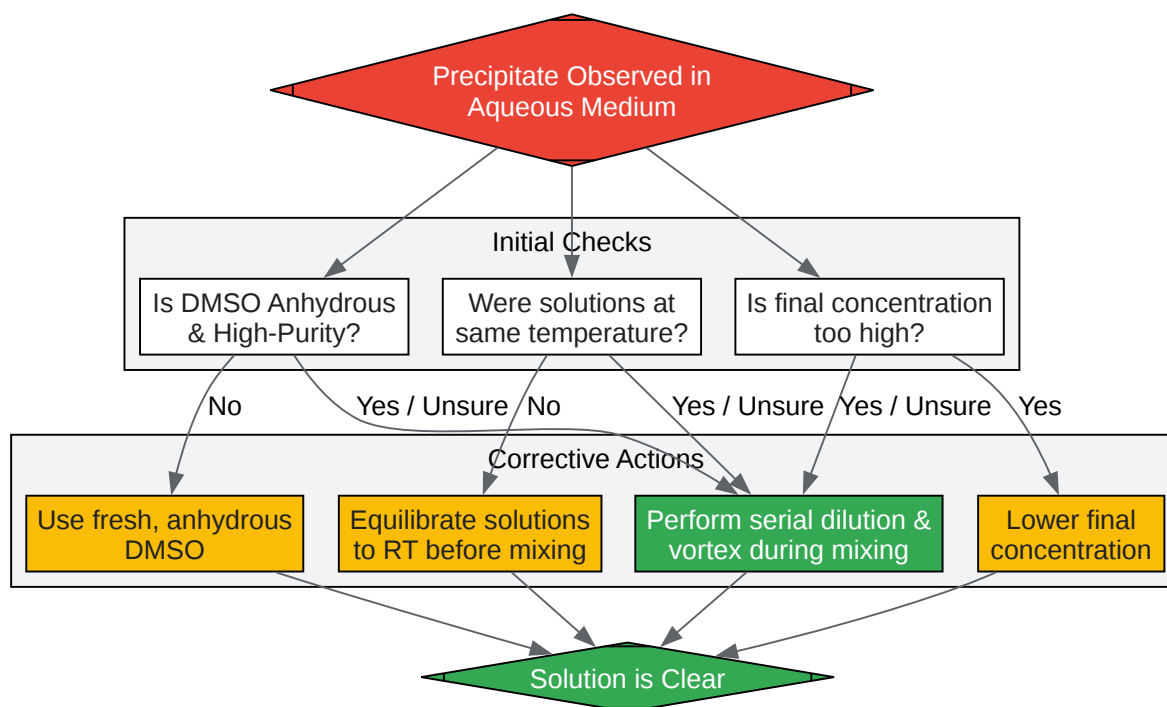 Precipitate Observed in
Aqueous Medium
Initial Checks
Is DMSO Anhydrous
& High-Purity?
Were solutions at
same temperature?
Is final concentration
too high?
No
Yes / Unsure
No
Yes / Unsure
Yes / Unsure
Yes
Corrective Actions
Use fresh, anhydrous
DMSO
Equilibrate solutions
to RT before mixing
Perform serial dilution &
vortex during mixing
Lower final
concentration
Solution is Clear